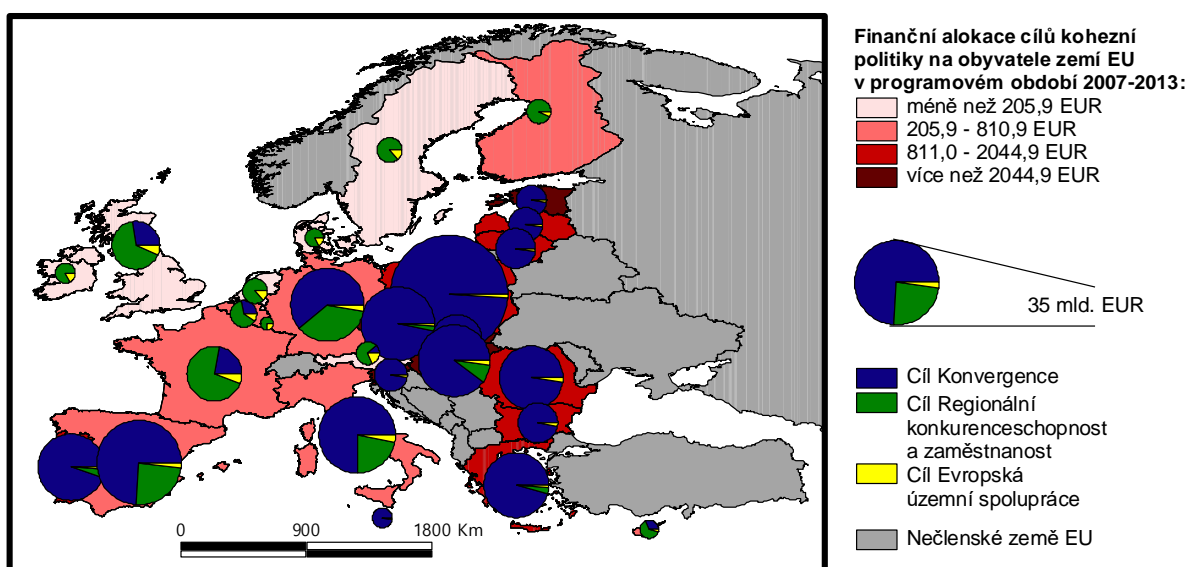 Finanční alokace cílů kohezní
politiky na obyvatele zemí EU
v programovém období 2007-2013:
méně než 205,9 EUR
205,9 - 810,9 EUR
811,0 - 2044,9 EUR
více než 2044,9 EUR
35 mld. EUR
Cíl Konvergence
Cíl Regionální
konkurenceschopnost
a zaměstnanost
Cíl Evropská
územní spolupráce
Nečlenské země EU
0 900 1800 Km